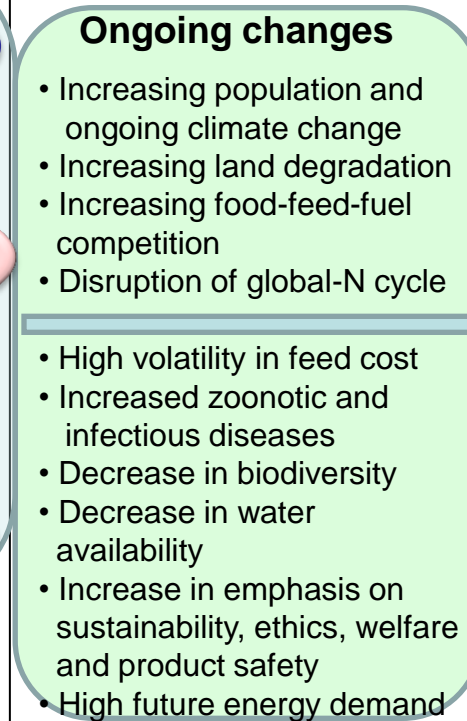 Ongoing changes
• Increasing population and
ongoing climate change
• Increasing land degradation
• Increasing food-feed-fuel
competition
• Disruption of global-N cycle
• High volatility in feed cost
• Increased zoonotic and
infectious diseases
• Decrease in biodiversity
• Decrease in water
availability
• Increase in emphasis on
sustainability, ethics, welfare
and product safety
• High future energy demand